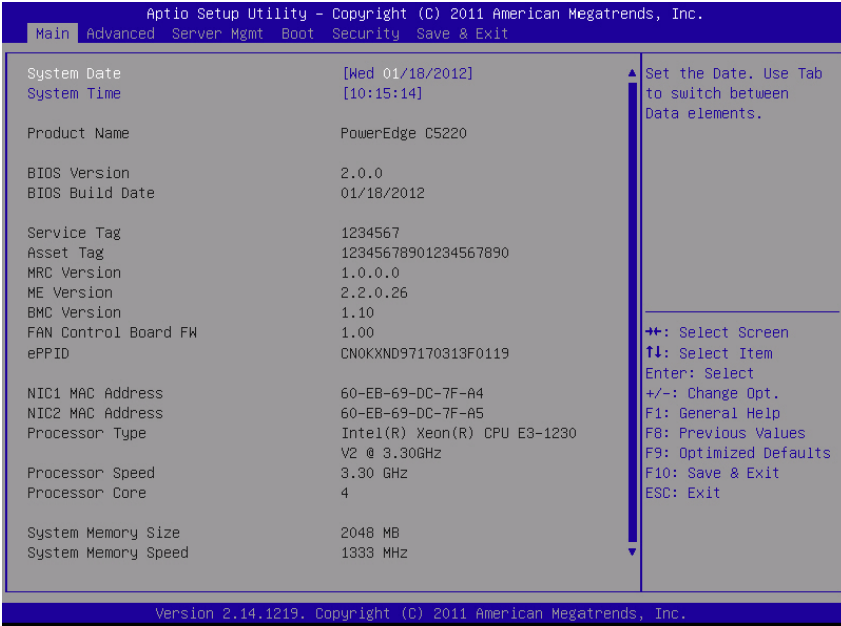 Aptio Setup Utility – Copyright (C) 2011 American Megatrends, Inc.
Main Advanced Server Mgmt Boot Security Save & Exit
System Date [Wed 01/18/2012]
System Time [10:15:14]
Product Name PowerEdge C5220
BIOS Version 2.0.0
BIOS Build Date 01/18/2012
Service Tag 1234567
Asset Tag 12345678901234567890
MRC Version 1.0.0.0
ME Version 2.2.0.26
BMC Version 1.10
FAN Control Board FW 1.00
ePPID CN0KXND97170313F0119
NIC1 MAC Address 60-EB-69-DC-7F-A4
NIC2 MAC Address 60-EB-69-DC-7F-A5
Processor Type Intel(R) Xeon(R) CPU E3-1230
V2 @ 3.30GHz
Processor Speed 3.30 GHz
Processor Core 4
System Memory Size 2048 MB
System Memory Speed 1333 MHz
Set the Date. Use Tab
to switch between
Data elements.
→←: Select Screen
↑↓: Select Item
Enter: Select
+/-: Change Opt.
F1: General Help
F8: Previous Values
F9: Optimized Defaults
F10: Save & Exit
ESC: Exit
Version 2.14.1219. Copyright (C) 2011 American Megatrends, Inc.